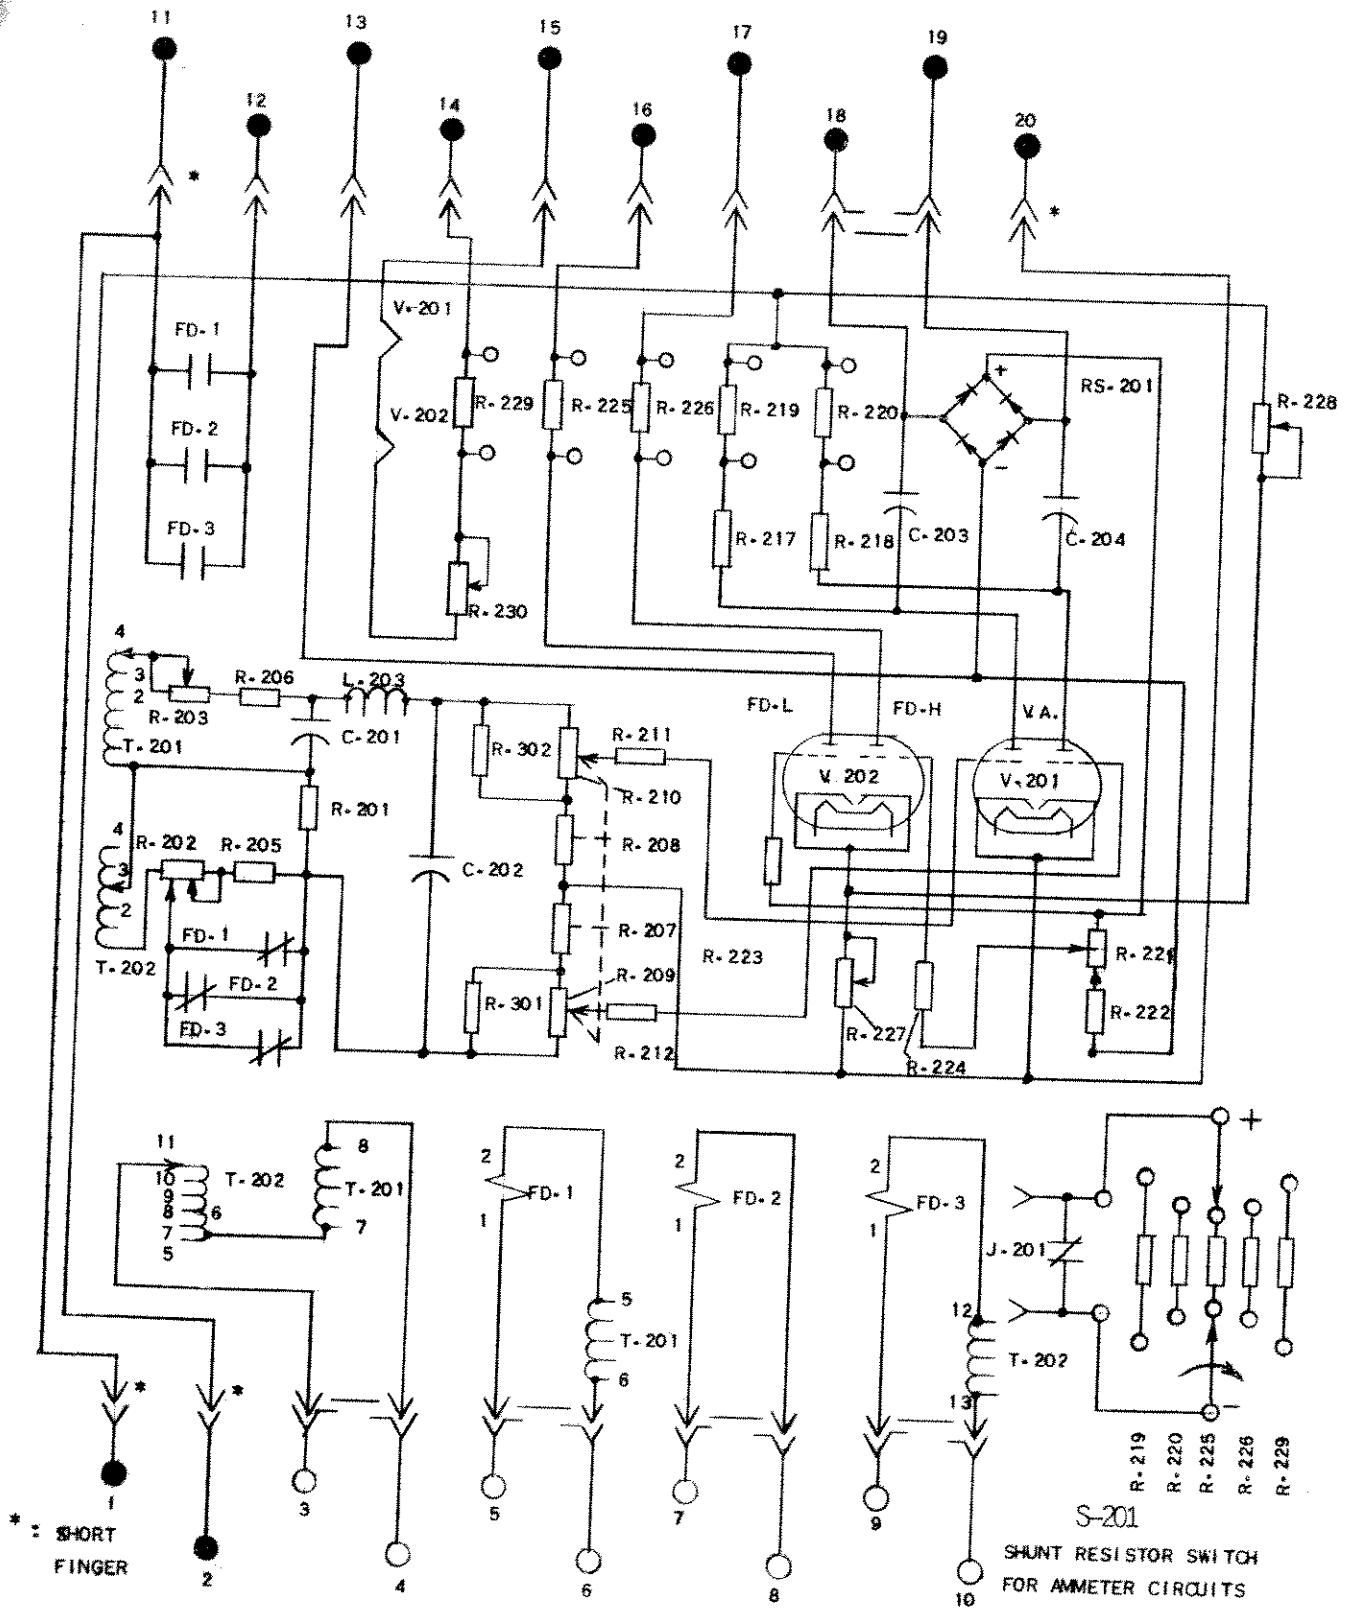 11
13
15
17
19
12
14
16
18
20
*
*
V-201
FD-1
RS-201
+
R-228
V-202
R-229
R-225
R-226
R-219
R-220
FD-2
-
FD-3
R-217
R-218
C-203
C-204
R-230
4
3
2
R-206
L-203
R-203
C-201
T-201
FD-L
FD-H
V.A.
R-211
R-302
V. 202
V-201
R-210
R-201
4
R-202
R-205
R-208
3
C-202
2
FD-1
R-207
R-223
R-221
T-202
FD-2
R-209
R-301
R-222
FD-3
R-227
R-212
R-224
11
10
9
8
7
5
6
T-202
8
T-201
7
2
FD-1
1
2
FD-2
1
2
FD-3
1
+
J-201
5
T-201
6
12
T-202
13
*
*
-
R-219
R-220
R-225
R-226
R-229
1
2
3
4
5
6
7
8
9
10
* : SHORT
FINGER
S-201
SHUNT RESISTOR SWITCH
FOR AMMETER CIRCUITS